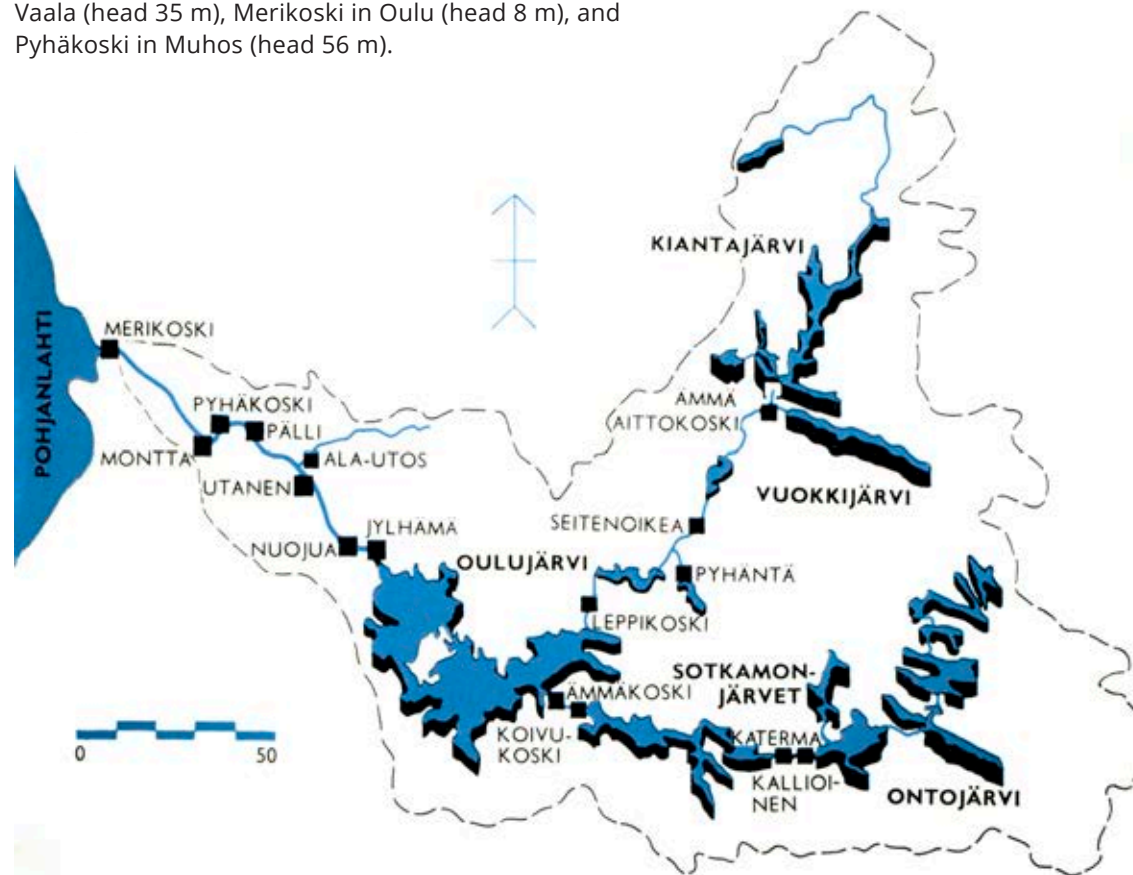 Vaala (head 35 m), Merikoski in Oulu (head 8 m), and
Pyhäkoski in Muhos (head 56 m).
KIANTAJÄRVI
POHJANLAHTI
MERIKOSKI
PYHÄKOSKI
PÄLLI
MONTTA
ALA-UTOS
UTANEN
ÄMMÄ
AITTOKOSKI
VUOKKIJÄRVI
SEITENOIKEA
JYLHÄMÄ
NUOJUA
OULUJÄRVI
PYHÄNTÄ
LEPPIKOSKI
SOTKAMON-
JÄRVET
ÄMMÄKOSKI
KOIVU-
KOSKI
KATERMA
KALLIOI-
NEN
ONTOJÄRVI
0 50